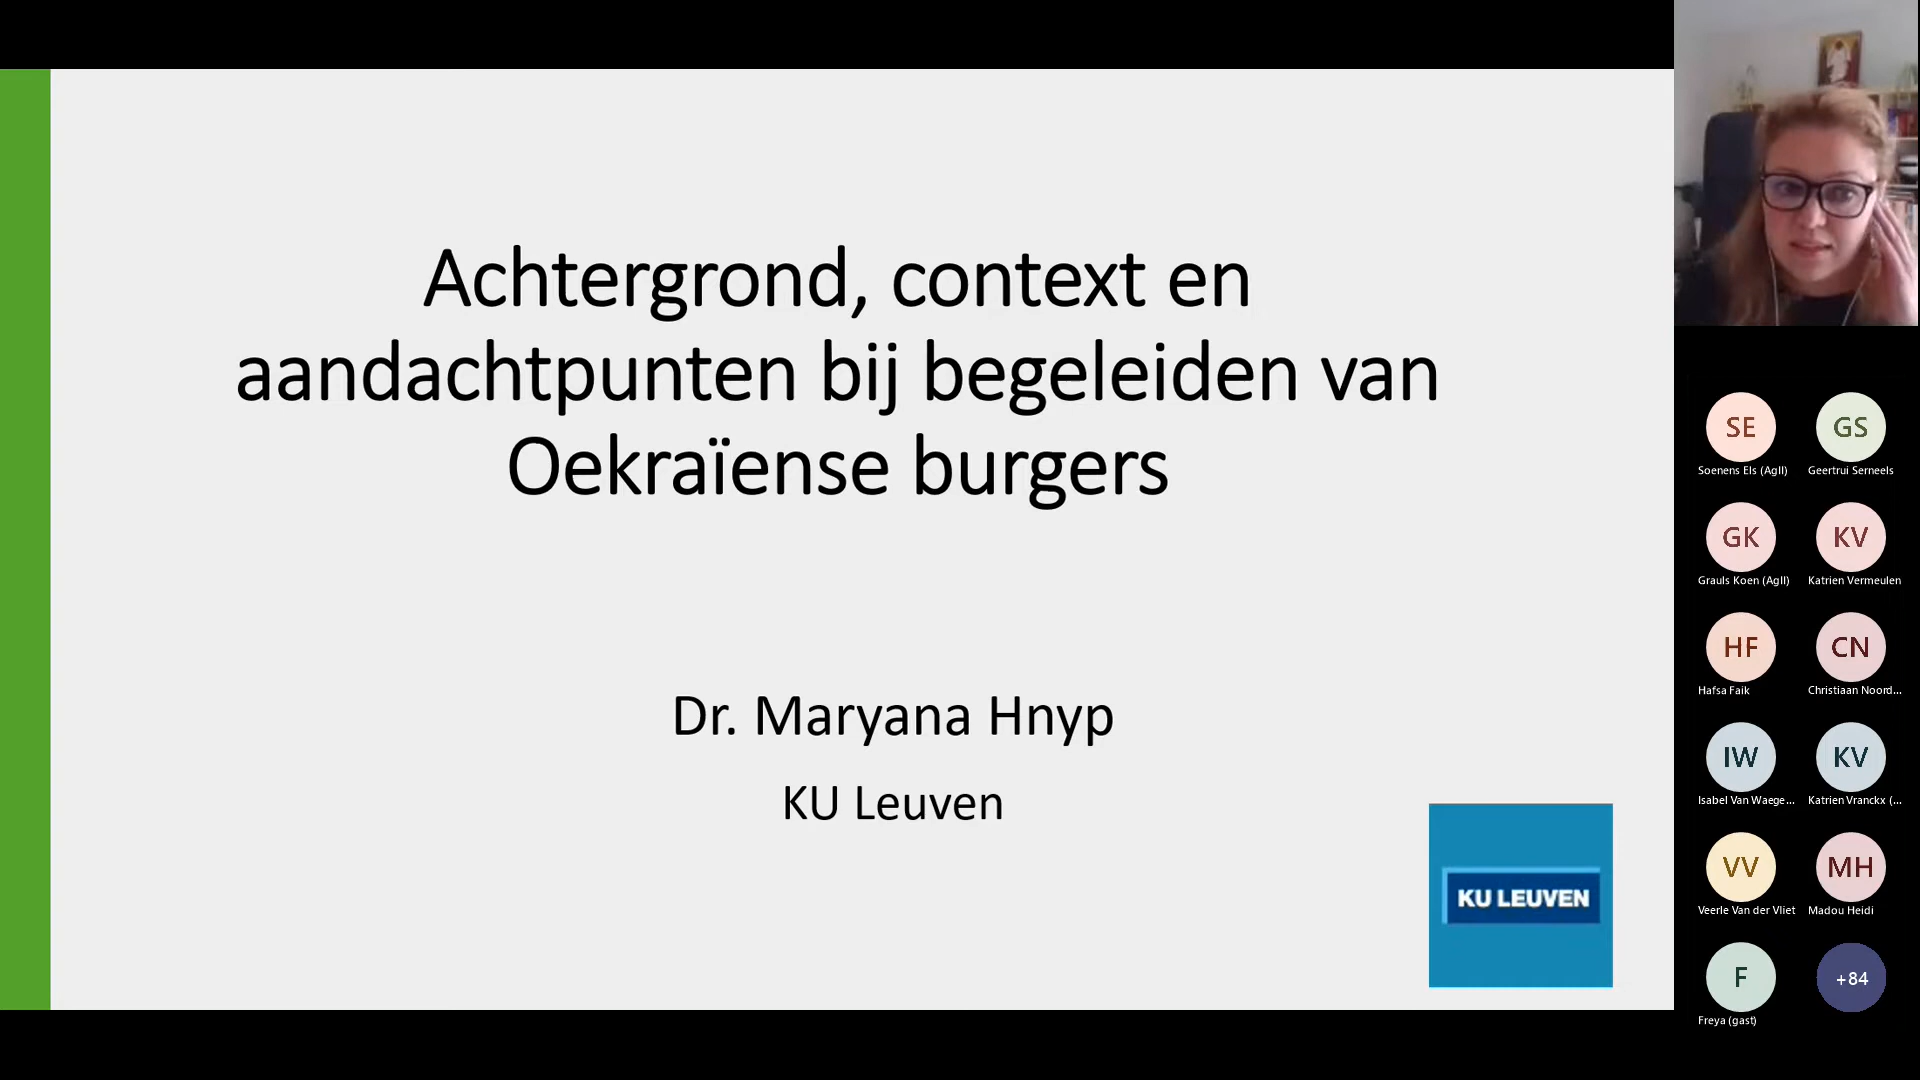 Achtergrond, context en
aandachtpunten bij begeleiden van
Oekraïense burgers
Dr. Maryana Hnyp
KU Leuven
KU LEUVEN
SE
GS
Soenens Els (AgII)
Geertrui Serneels
GK
KV
Grauls Koen (AgII)
Katrien Vermeulen
HF
CN
Hafsa Faik
Christiaan Noord...
IW
KV
Isabel Van Waege...
Katrien Vranckx (...
VV
MH
Veerle Van der Vliet
Madou Heidi
F
+84
Freya (gast)